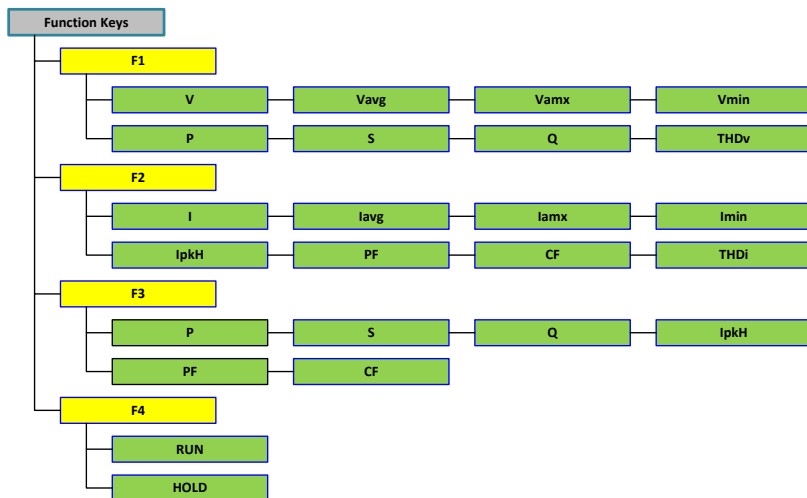 Function Keys
F1
V Vavg Vamx Vmin
P S Q THDv
F2
I Iavg Iamx Imin
IpkH PF CF THDi
F3
P S Q IpkH
PF CF
F4
RUN
HOLD